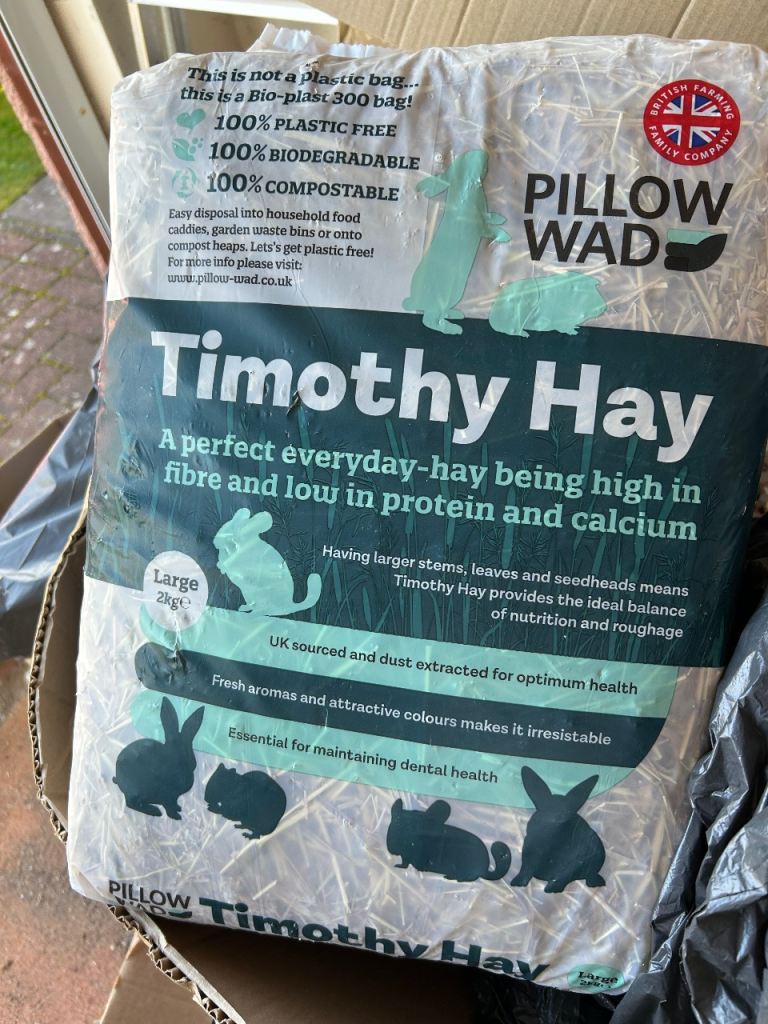 This is not a plastic bag...
this is a Bio-plast 300 bag!
100% PLASTIC FREE
100% BIODEGRADABLE
100% COMPOSTABLE
Easy disposal into household food
caddies, garden waste bins or onto
compost heaps. Lets's get plastic free!
For more info please visit:
www.pillow-wad.co.uk
BRITISH FARMING
FAMILY COMPANY
PILLOW
WAD
Timothy Hay
A perfect everyday-hay being high in
fibre and low in protein and calcium
Having larger stems, leaves and seedheads means
Timothy Hay provides the ideal balance
of nutrition and roughage
Large
2kg℮
UK sourced and dust extracted for optimum health
Fresh aromas and attractive colours makes it irresistable
Essential for maintaining dental health
PILLOW
WAD
Timothy Hay
Large
2kg℮